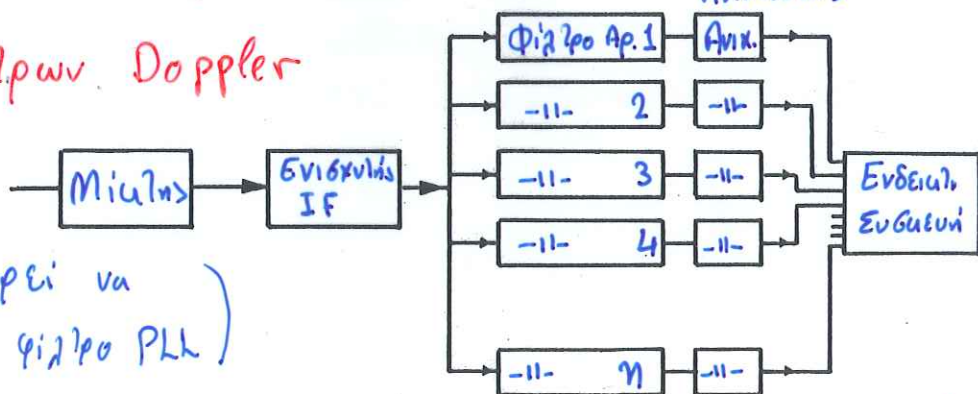 Doppler
Φίλτρο Αρ.1
Ανιχ.
-11- 2
-11-
Μίκτης
ενισχυτής
IF
-11- 3
-11-
Ενδεικτ.
Συσκευή
-11- 4
-11-
να
φίλτρο PLL)
-11- n
-11-